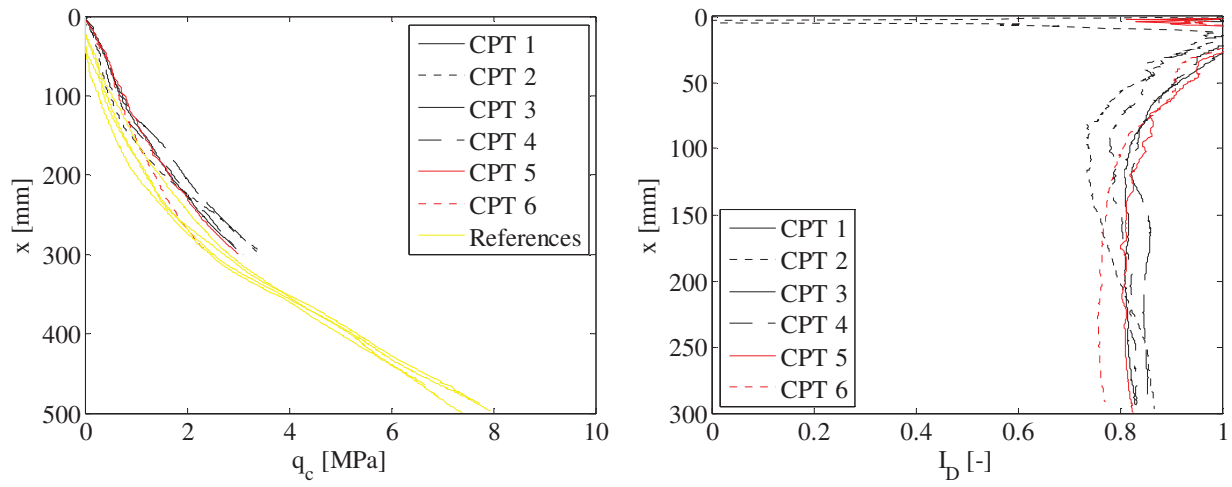 0
100
200
300
400
500
x [mm]
0
2
4
6
8
10
q_c [MPa]
CPT 1
CPT 2
CPT 3
CPT 4
CPT 5
CPT 6
References
0
50
100
150
200
250
300
x [mm]
0
0.2
0.4
0.6
0.8
1
I_D [-]
CPT 1
CPT 2
CPT 3
CPT 4
CPT 5
CPT 6